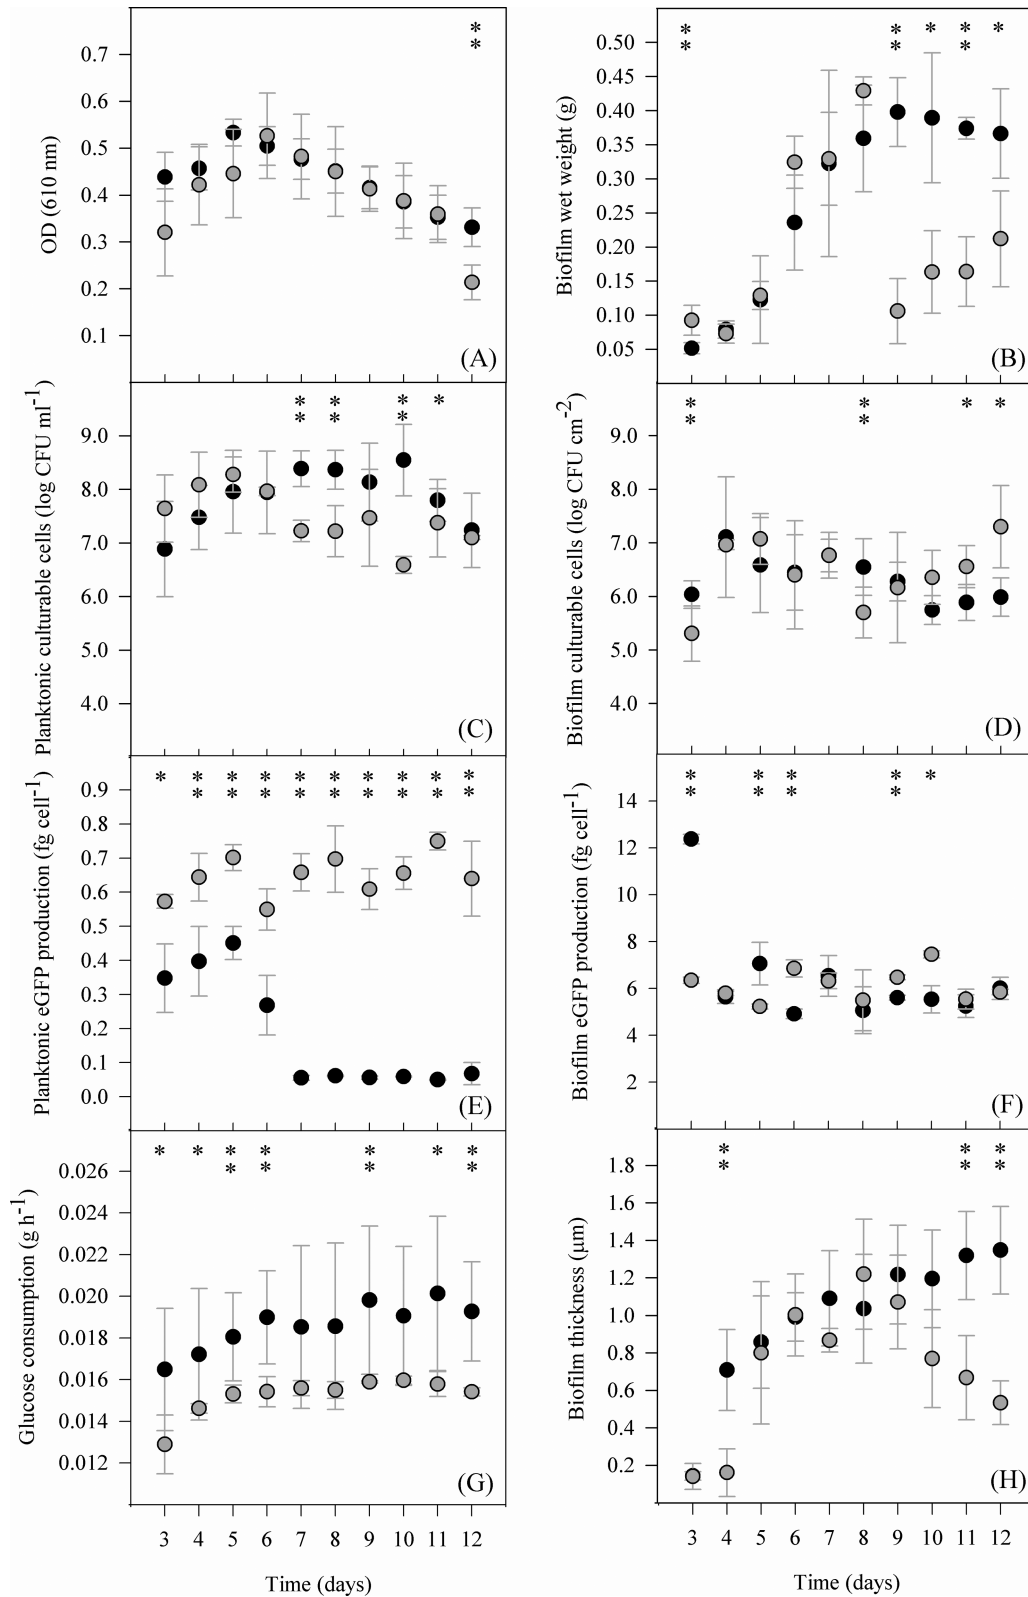 OD (610 nm)
0.7
0.6
0.5
0.4
0.3
0.2
0.1
*
*
(A)
Biofilm wet weight (g)
0.50
0.45
0.40
0.35
0.30
0.25
0.20
0.15
0.10
0.05
* * * * *
* * *
(B)
Planktonic culturable cells (log CFU ml-1)
9.0
8.0
7.0
6.0
5.0
4.0
* * * *
* * *
(C)
Biofilm culturable cells (log CFU cm-2)
9.0
8.0
7.0
6.0
5.0
4.0
* * * *
* *
(D)
Planktonic eGFP production (fg cell-1)
0.9
0.8
0.7
0.6
0.5
0.4
0.3
0.2
0.1
0.0
* * * * * * * * * *
* * * * * * * * *
(E)
Biofilm eGFP production (fg cell-1)
14
12
10
8
6
4
2
* * * * *
* * * *
(F)
Glucose consumption (g h-1)
0.026
0.024
0.022
0.020
0.018
0.016
0.014
0.012
* * * * * * *
* * * *
(G)
3 4 5 6 7 8 9 10 11 12
Time (days)
Biofilm thickness (µm)
1.8
1.6
1.4
1.2
1.0
0.8
0.6
0.4
0.2
* * *
* * *
(H)
3 4 5 6 7 8 9 10 11 12
Time (days)